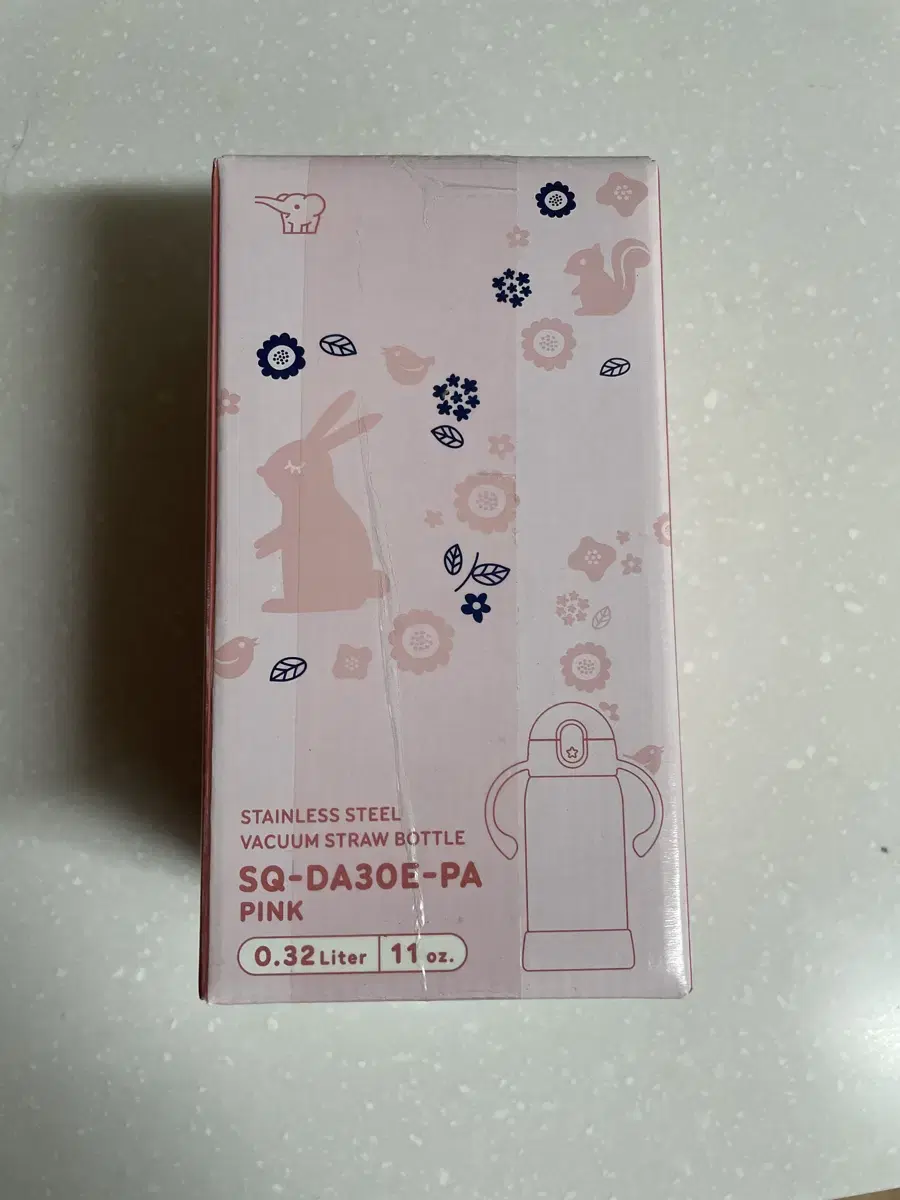 STAINLESS STEEL
VACUUM STRAW BOTTLE
SQ-DA30E-PA
PINK
0.32 Liter 11 oz.